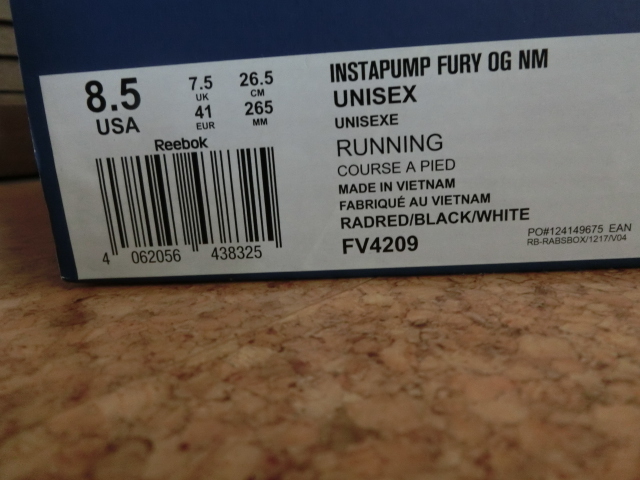 8.5
USA
7.5
UK
41
EUR
26.5
CM
265
MM
Reebok
4 062056 438325
INSTAPUMP FURY OG NM
UNISEX
UNISEXE
RUNNING
COURSE A PIED
MADE IN VIETNAM
FABRIQUÉ AU VIETNAM
RADRED/BLACK/WHITE
FV4209
PO#124149675 EAN
RB-RABSBOX/1217/V04